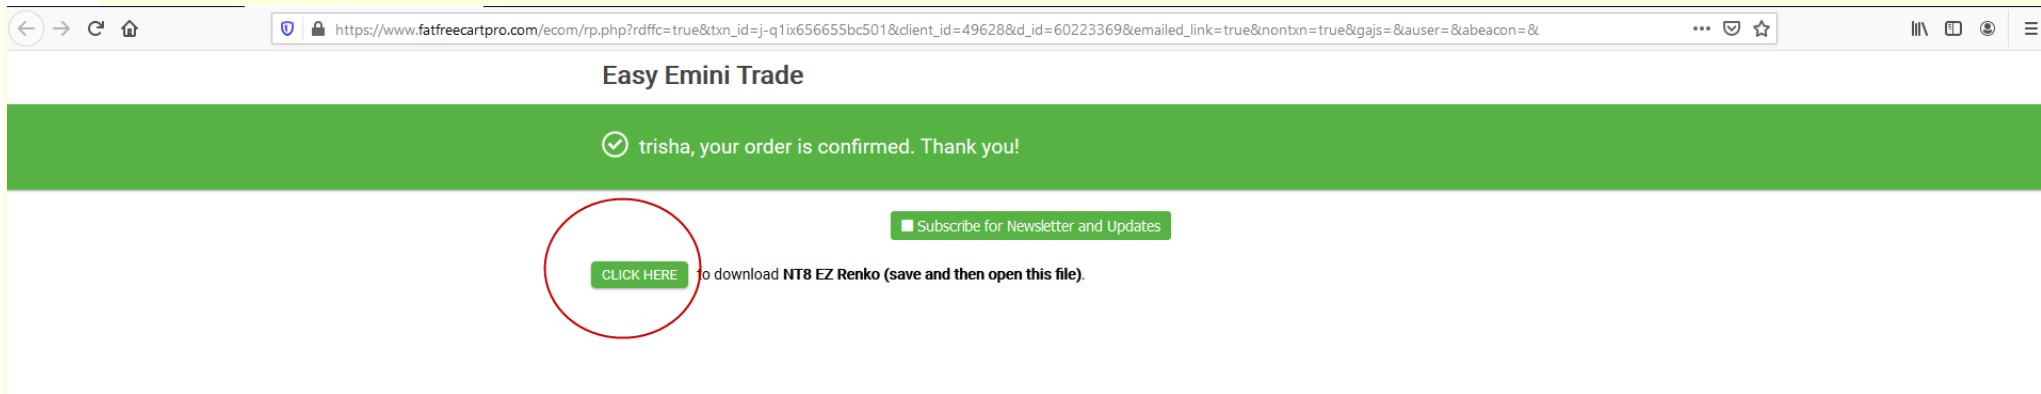 https://www.fatfreecartpro.com/ecom/rp.php?rdffc=true&txn_id=j-q1ix656655bc501&client_id=49628&d_id=60223369&emailed_link=true&nontxn=true&gajs=&auser=&abeacon=&
Easy Emini Trade
trisha, your order is confirmed. Thank you!
Subscribe for Newsletter and Updates
CLICK HERE to download NT8 EZ Renko (save and then open this file).